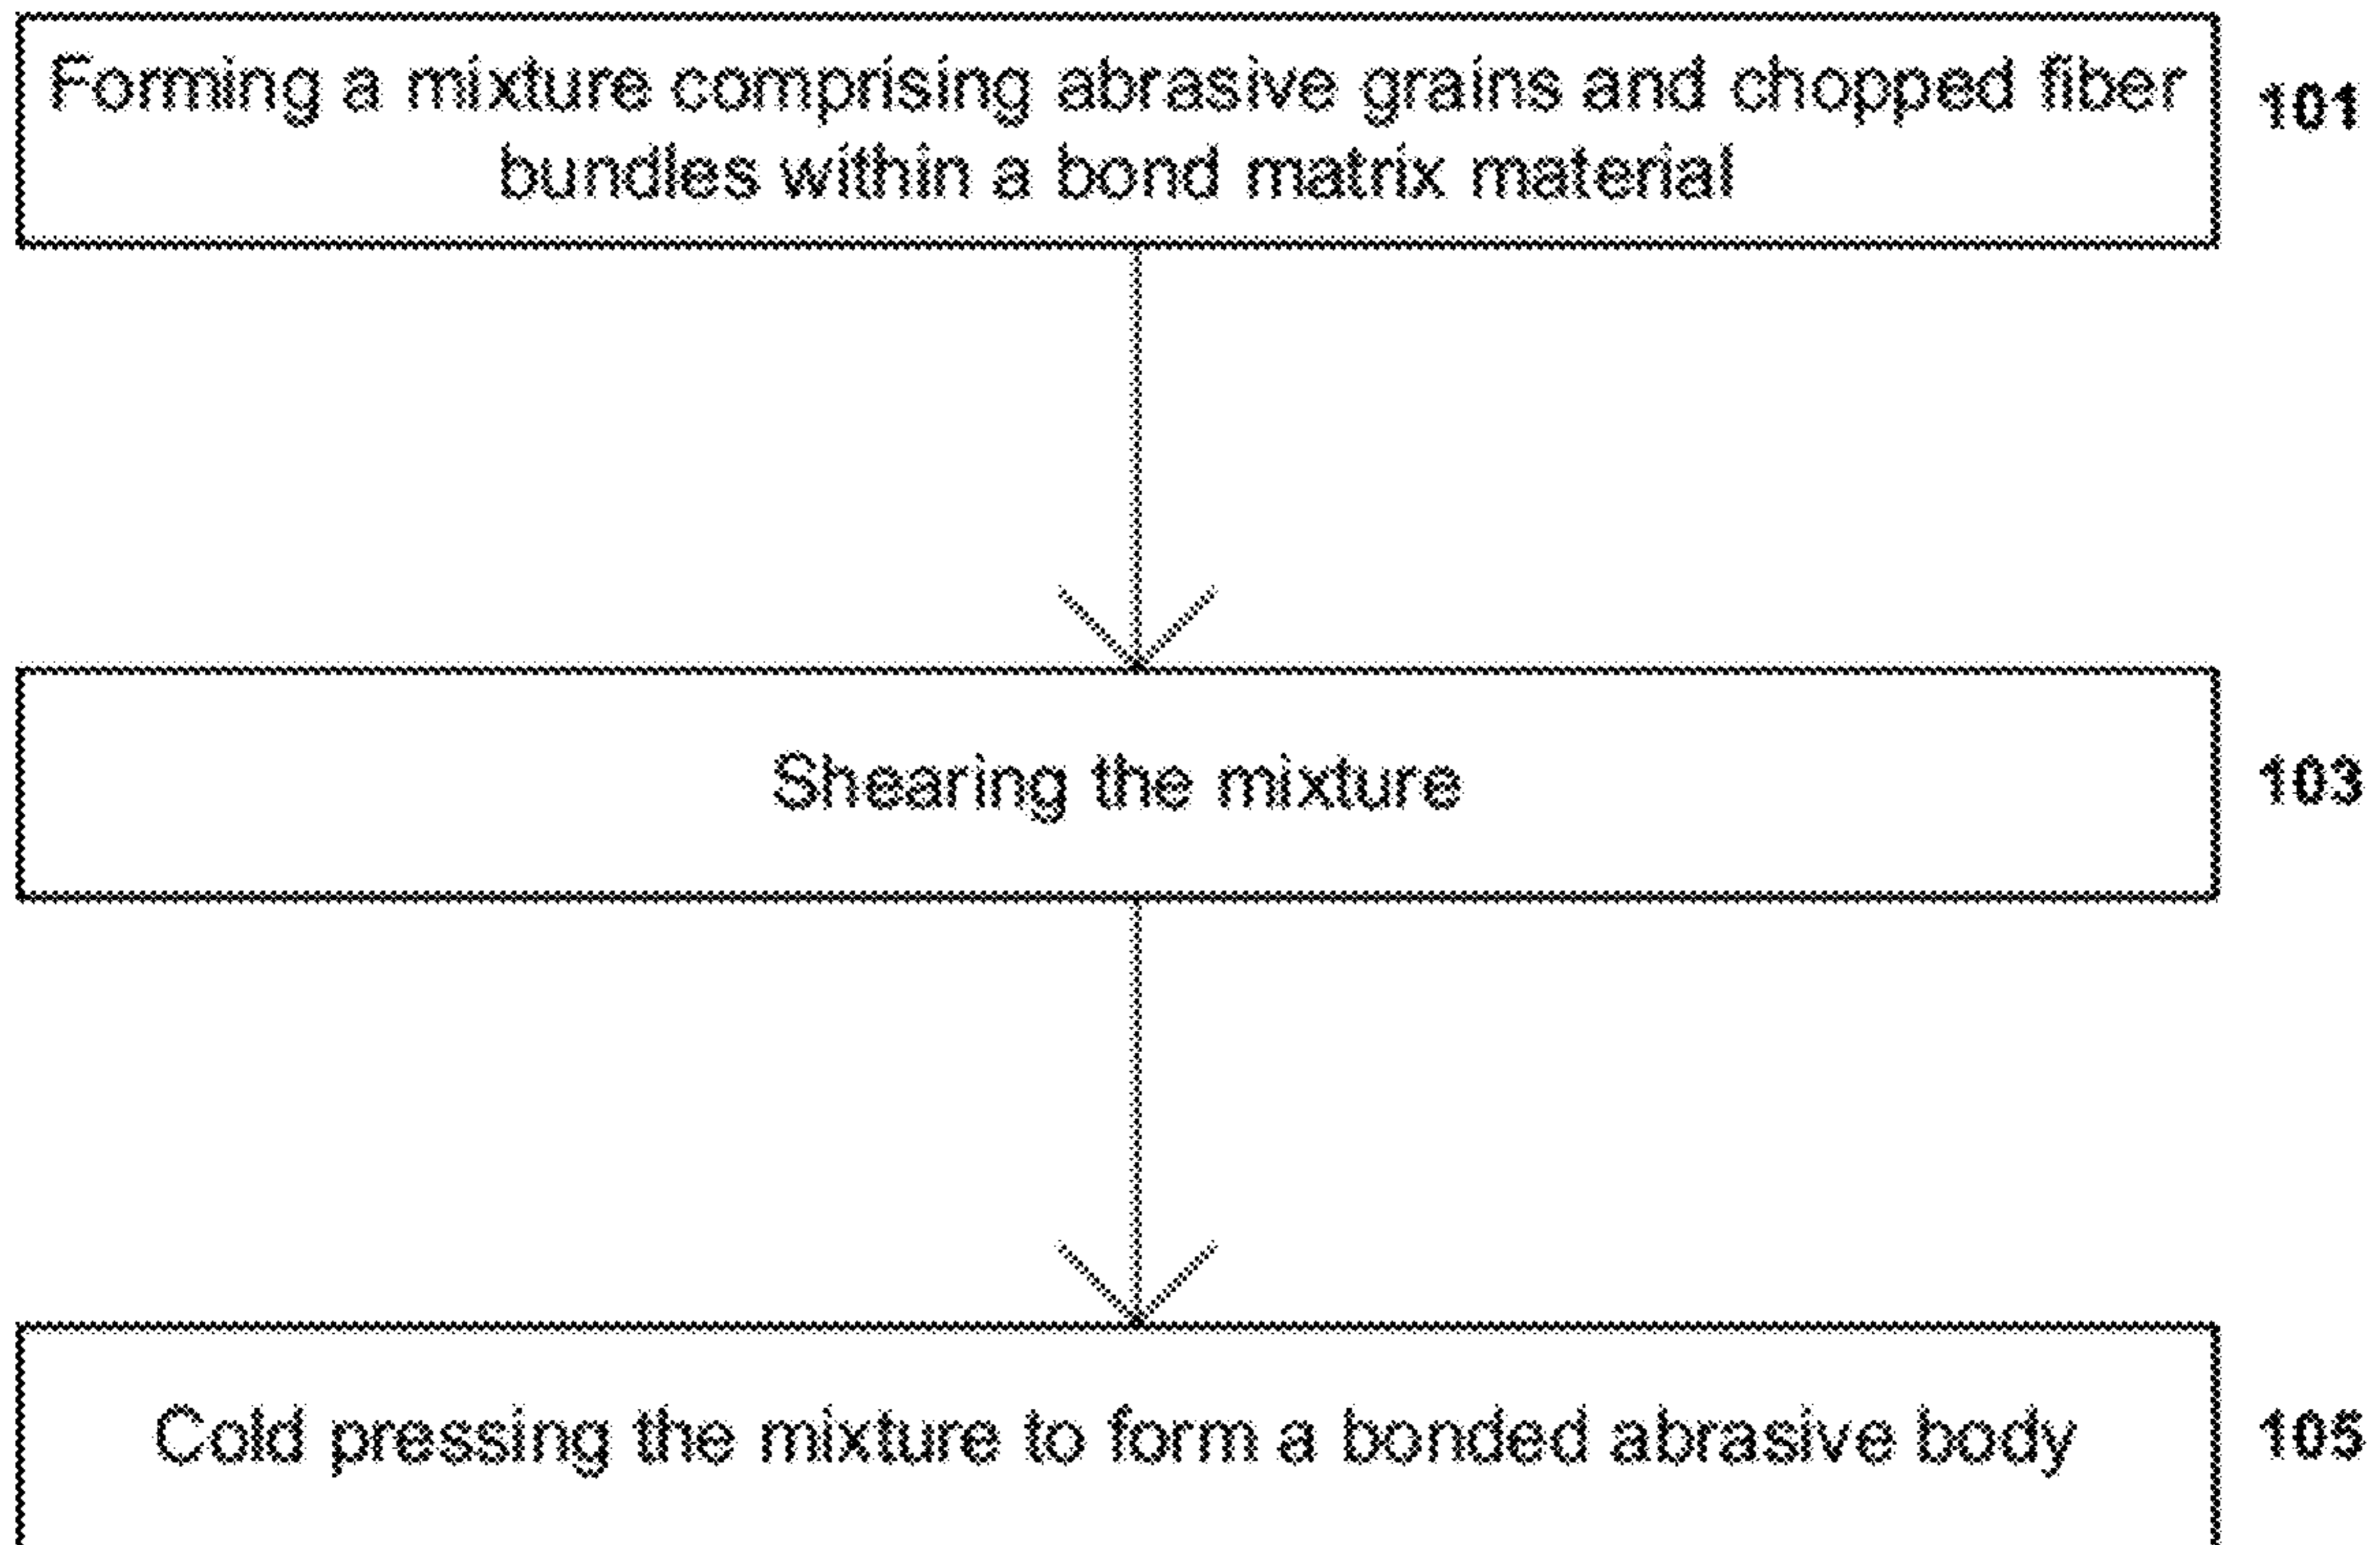 Forming a mixture comprising abrasive grains and chopped fiber 101
bundles within a bond matrix material
Shearing the mixture 103
Cold pressing the mixture to form a bonded abrasive body 105